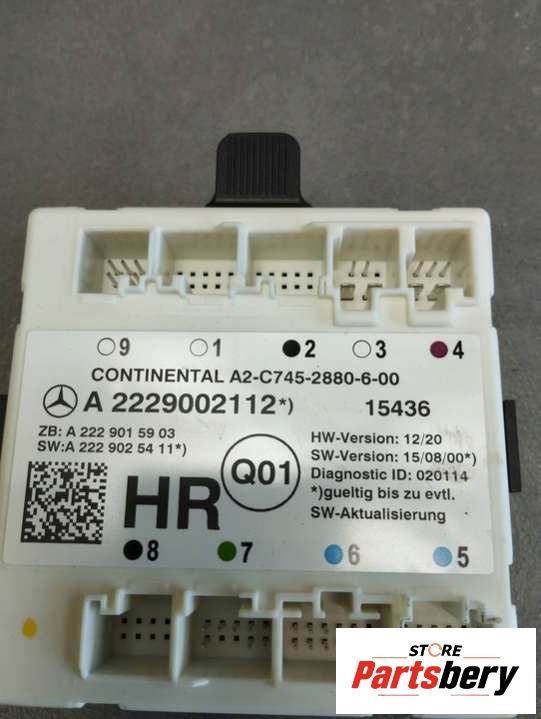 9 1 2 3 4
CONTINENTAL A2-C745-2880-6-00
A 2229002112*) 15436
ZB: A 222 901 59 03
SW:A 222 902 54 11*)
Q01
HW-Version: 12/20
SW-Version: 15/08/00*)
Diagnostic ID: 020114
*)gueltig bis zu evtl.
SW-Aktualisierung
HR
8 7 6 5
STORE
Partsbery